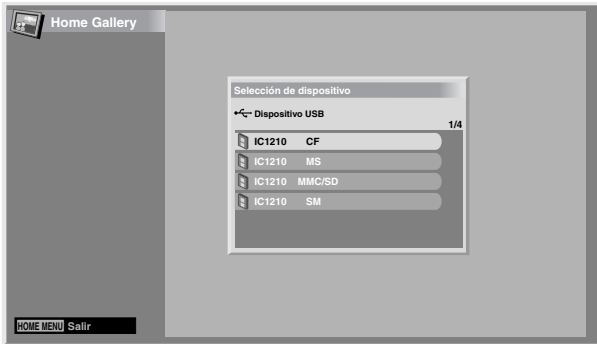 Home Gallery
Selección de dispositivo
Dispositivo USB
1/4
IC1210 CF
IC1210 MS
IC1210 MMC/SD
IC1210 SM
HOME MENU Salir